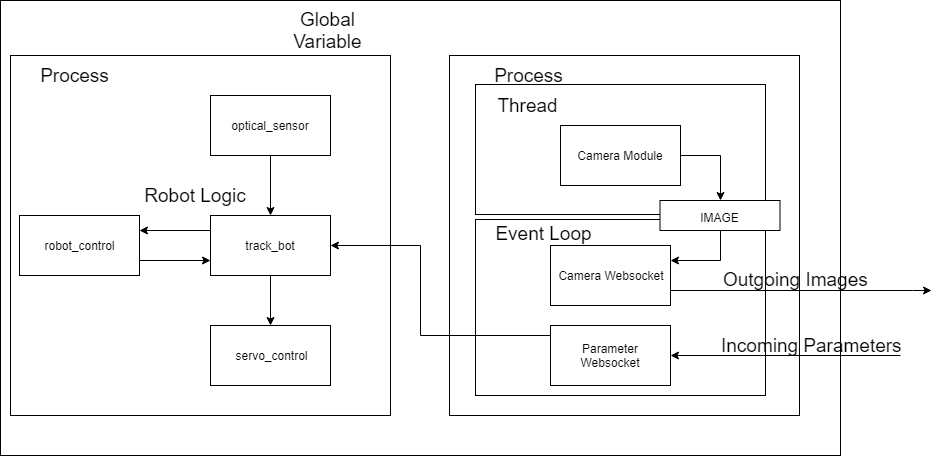 Global
Variable
Process
optical_sensor
Robot Logic
robot_control
track_bot
servo_control
Process
Thread
Camera Module
IMAGE
Event Loop
Camera Websocket
Outgoing Images
Parameter
Websocket
Incoming Parameters